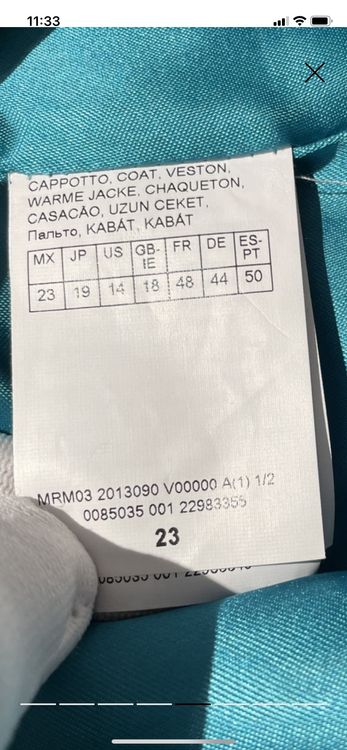 11:33
CAPPOTTO, COAT, VESTON,
WARME JACKE, CHAQUETON,
CASACÃO, UZUN CEKET,
Пальто, KABÁT, KABÁT
MX JP US GB-IE FR DE ES-PT
23 19 14 18 48 44 50
MRM03 2013090 V00000 A(1) 1/2
0085035 001 22983355
23